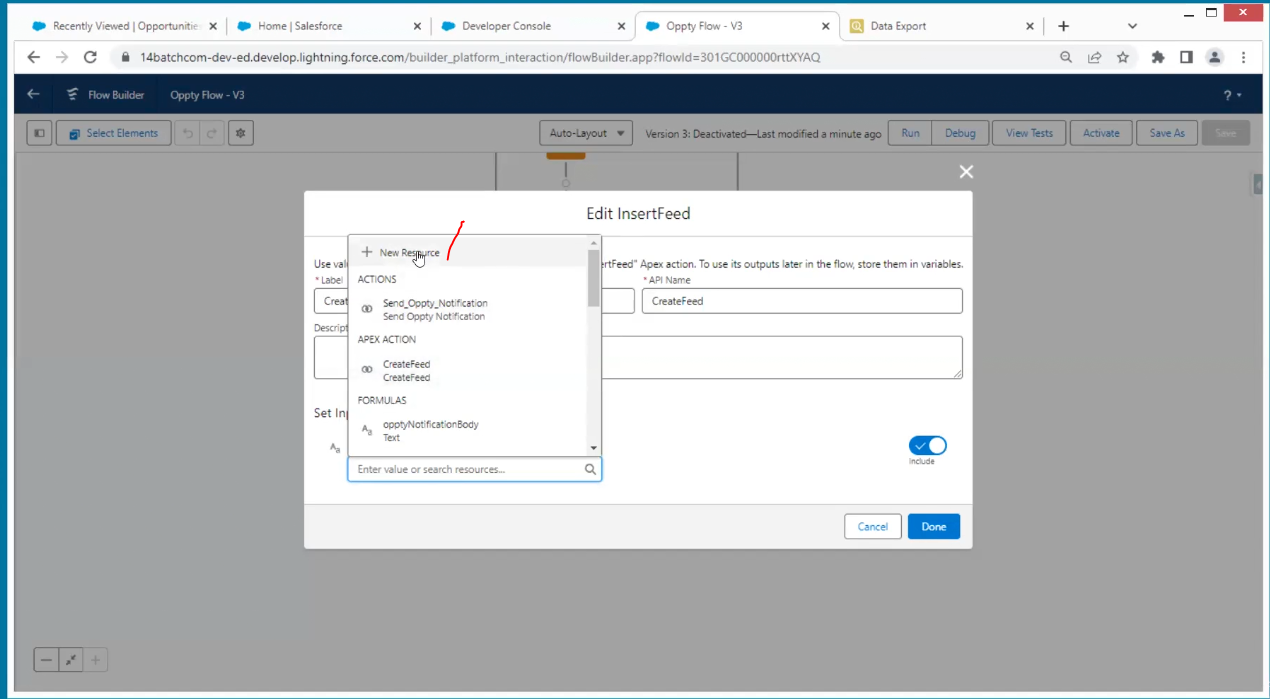 Recently Viewed | Opportunities
Home | Salesforce
Developer Console
Oppty Flow - V3
Data Export
14batchcom-dev-ed.develop.lightning.force.com/builder_platform_interaction/flowBuilder.app?flowId=301GC000000rttXYAQ
Flow Builder
Oppty Flow - V3
?
Select Elements
Auto-Layout
Version 3: Deactivated—Last modified a minute ago
Run
Debug
View Tests
Activate
Save As
Save
Edit InsertFeed
Use val
ertFeed" Apex action. To use its outputs later in the flow, store them in variables.
* Label
* API Name
Creat
CreateFeed
Descript
Set In
New Resource
ACTIONS
Send_Oppty_Notification
Send Oppty Notification
APEX ACTION
CreateFeed
CreateFeed
FORMULAS
Aa
opptyNotificationBody
Text
Aa
Enter value or search resources...
Include
Cancel
Done